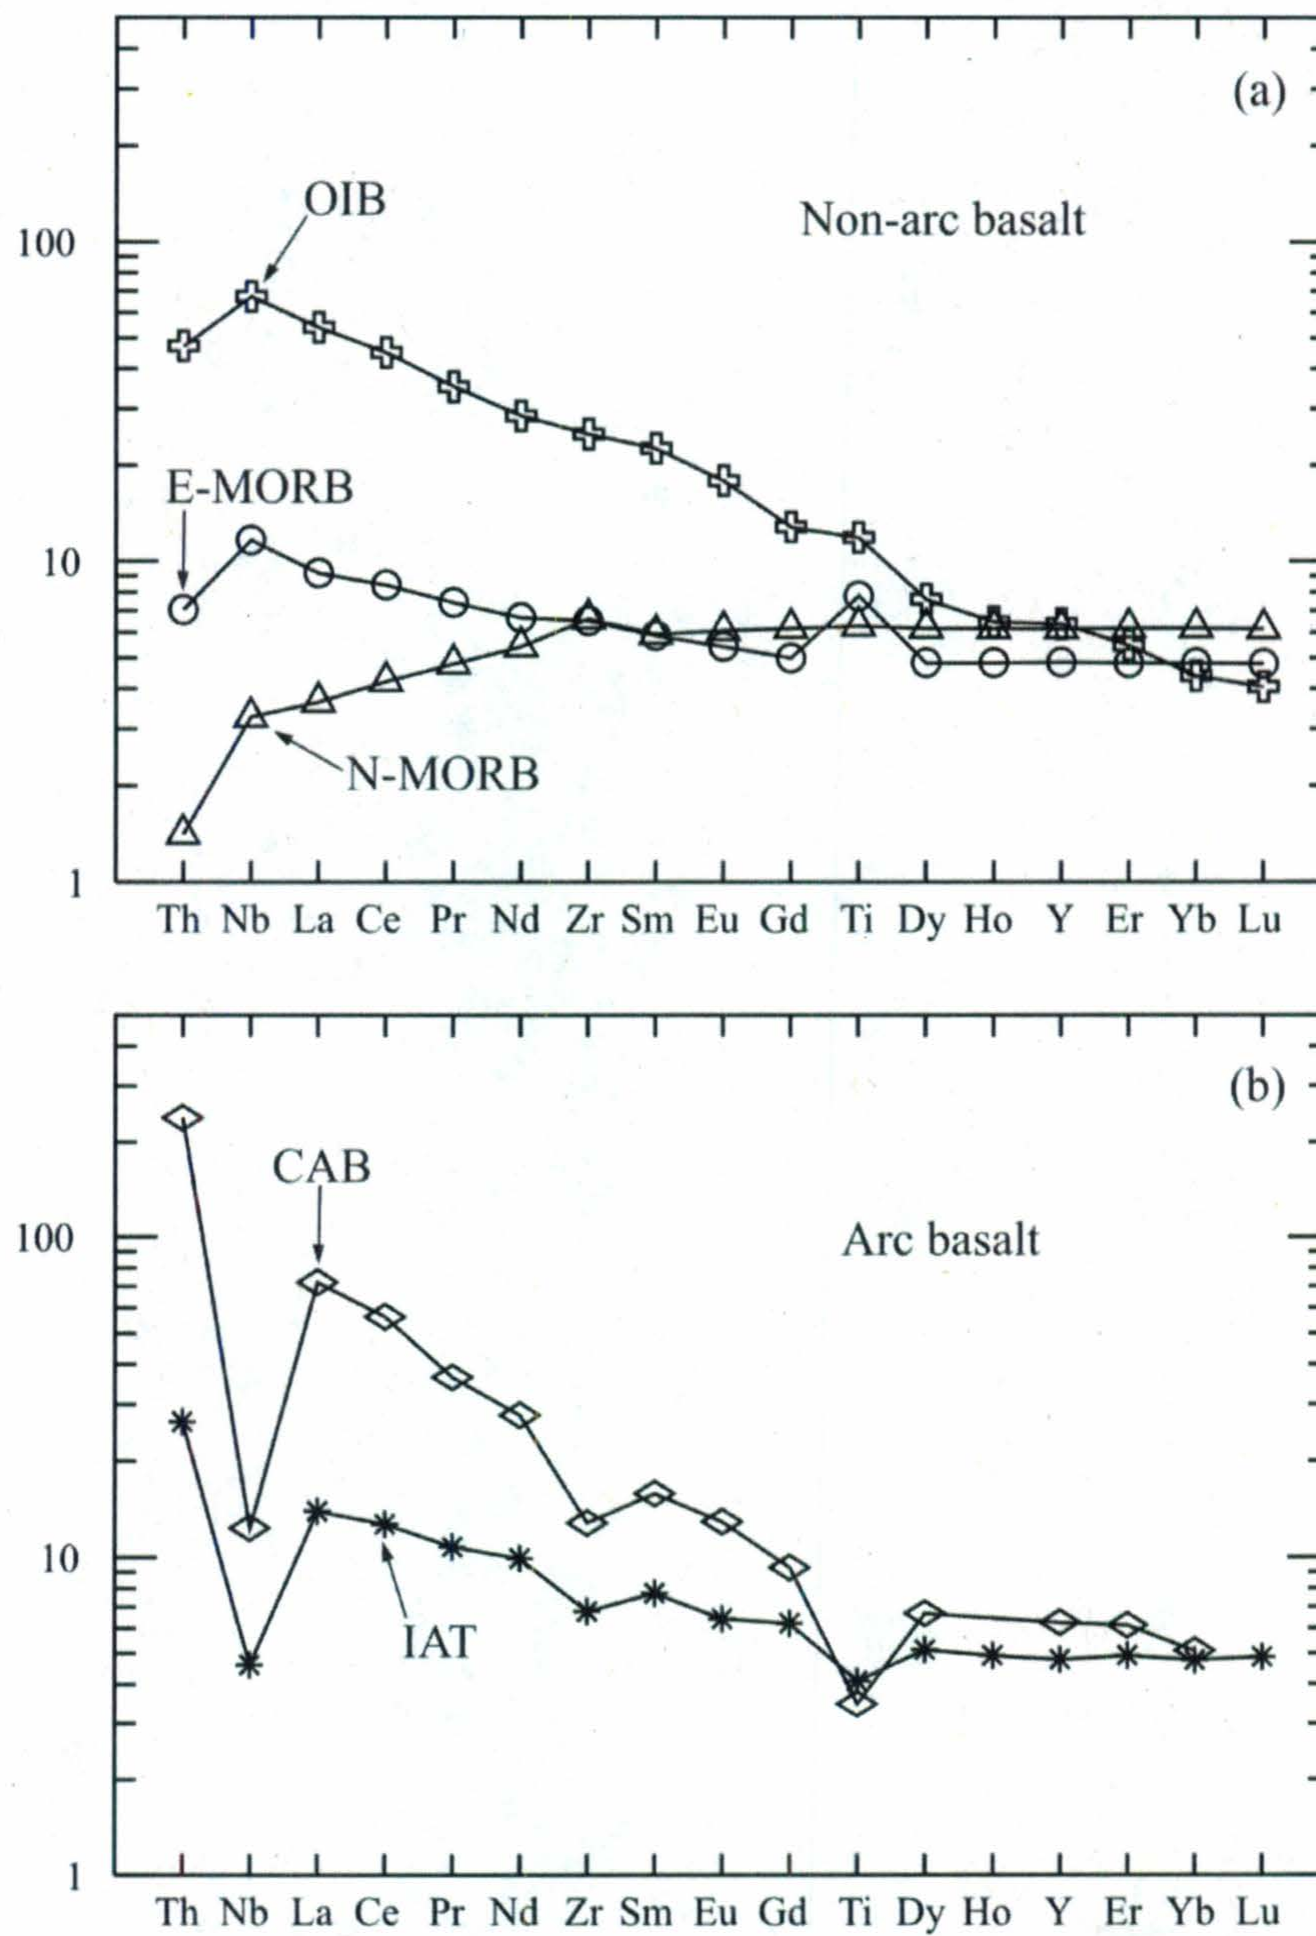 (a)
OIB
Non-arc basalt
100
E-MORB
10
N-MORB
1
Th Nb La Ce Pr Nd Zr Sm Eu Gd Ti Dy Ho Y Er Yb Lu
(b)
CAB
100
Arc basalt
10
IAT
1
Th Nb La Ce Pr Nd Zr Sm Eu Gd Ti Dy Ho Y Er Yb Lu